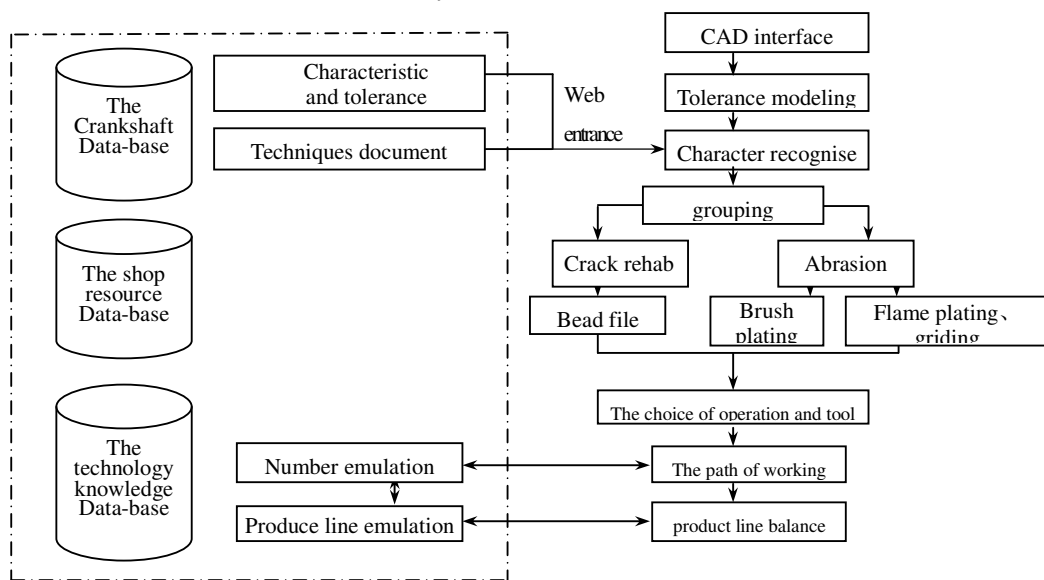 The
Crankshaft
Data-base
Characteristic
and tolerance
Techniques document
Web
entrance
The shop
resource
Data-base
The
technology
knowledge
Data-base
Number emulation
Produce line emulation
CAD interface
Tolerance modeling
Character recognise
grouping
Crack rehab
Abrasion
Bead file
Brush
plating
Flame plating、
griding
The choice of operation and tool
The path of working
product line balance